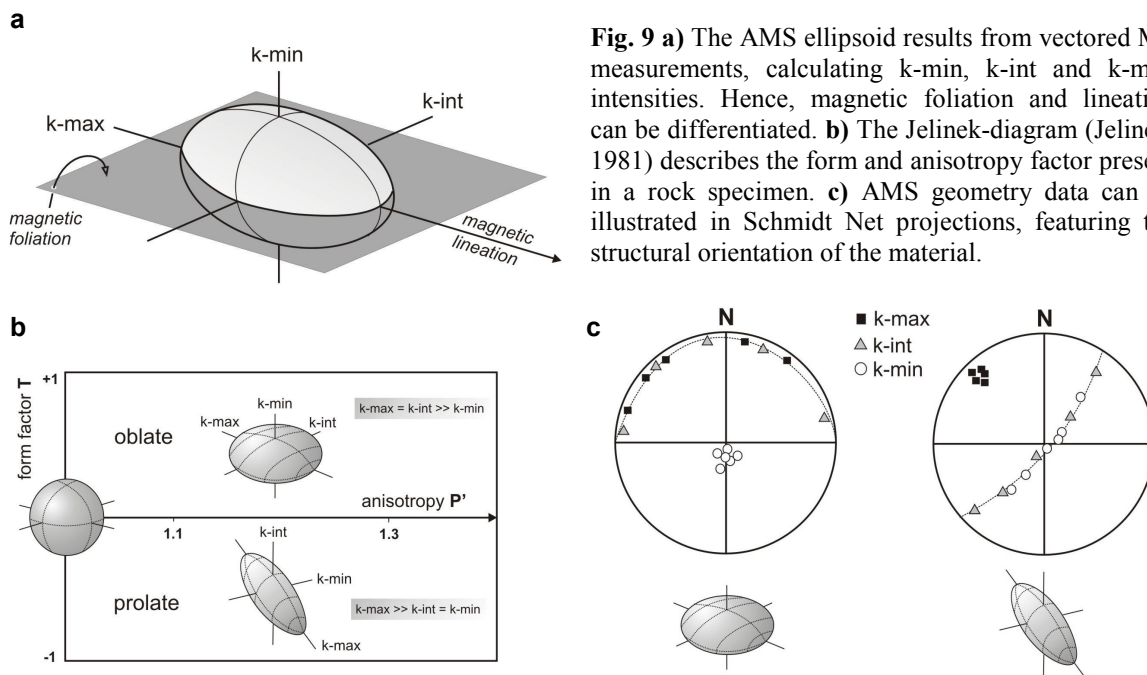 a
k-min
k-int
k-max
magnetic
foliation
magnetic
lineation
Fig. 9 a) The AMS ellipsoid results from vectored
measurements, calculating k-min, k-int and
intensities. Hence, magnetic foliation and
can be differentiated. b) The Jelinek-diagram
1981) describes the form and anisotropy factor
in a rock specimen. c) AMS geometry data can
illustrated in Schmidt Net projections, featuring
structural orientation of the material.
b
form factor T
+1
-1
oblate
k-min
k-max
k-int
k-max = k-int >> k-min
anisotropy P'
1.1
1.3
prolate
k-int
k-min
k-max
k-max >> k-int = k-min
c
N
k-max
k-int
k-min
N